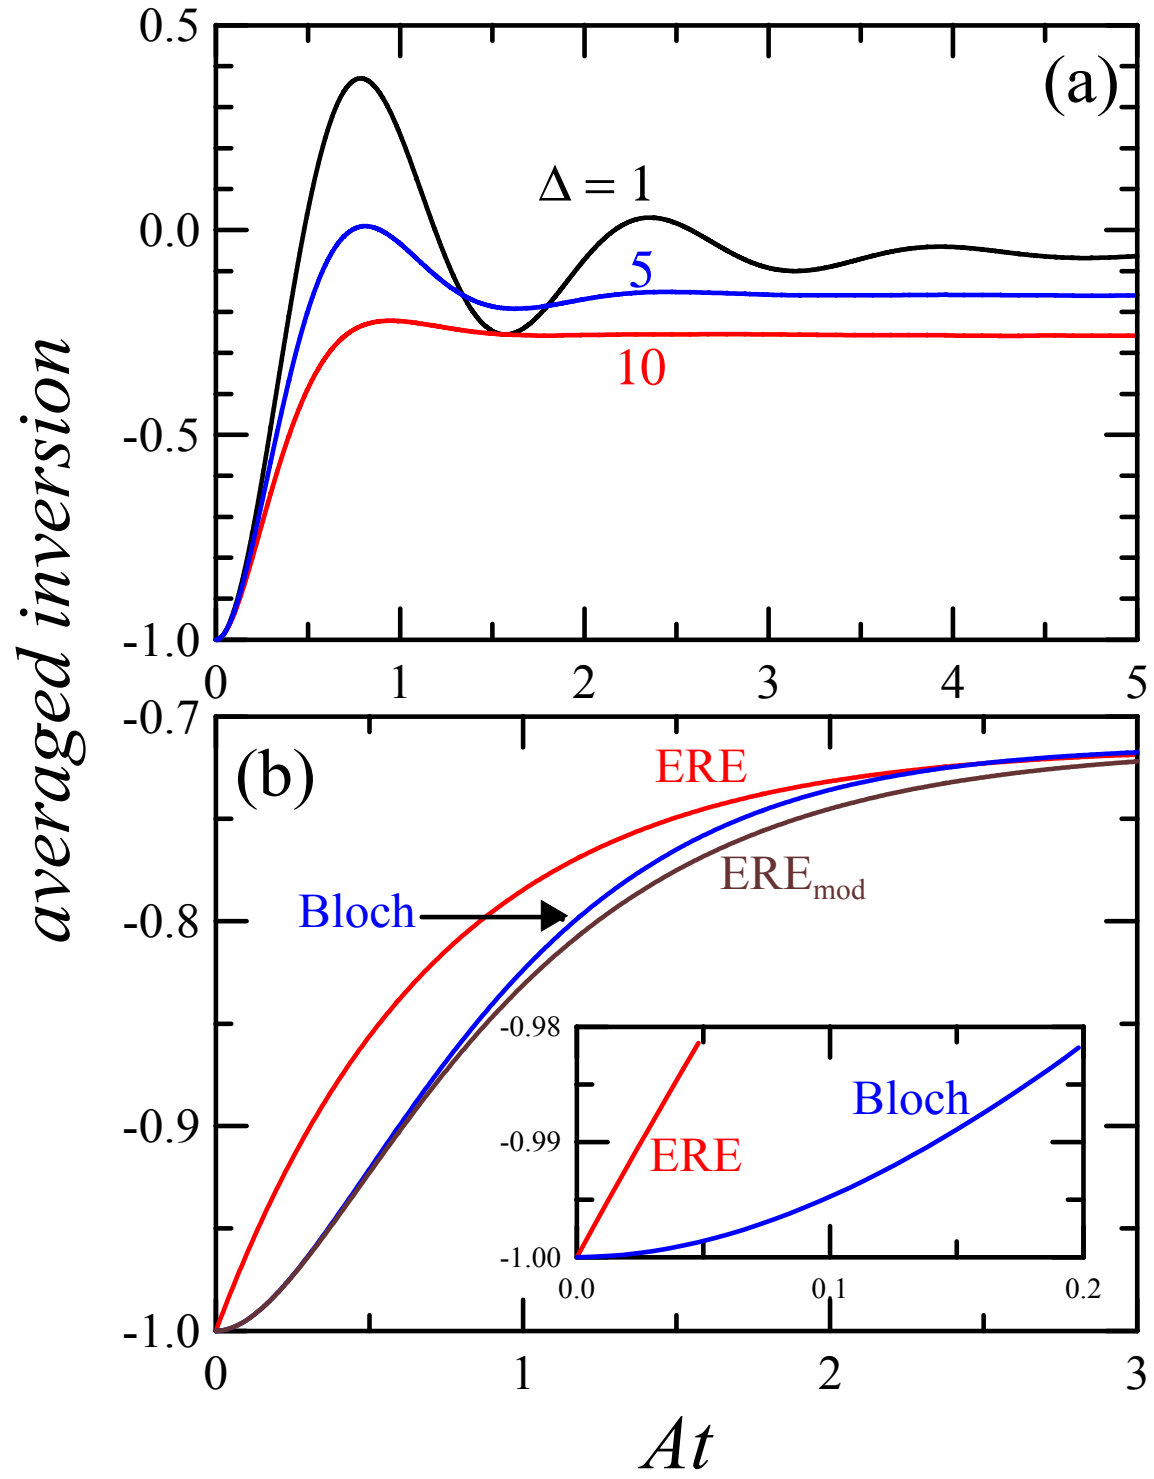 averaged inversion
(a)
0.5
0.0
-0.5
-1.0
Δ = 1
5
10
0 1 2 3 4 5
(b)
-0.7
-0.8
-0.9
-1.0
ERE
Bloch
EREmod
-0.98
-0.99
-1.00
Bloch
ERE
0.0 0.1 0.2
0 1 2 3
At